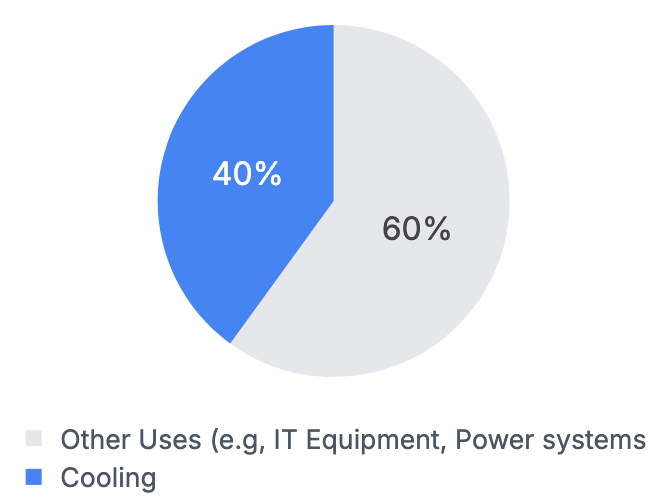 40%
60%
Other Uses (e.g, IT Equipment, Power systems
Cooling